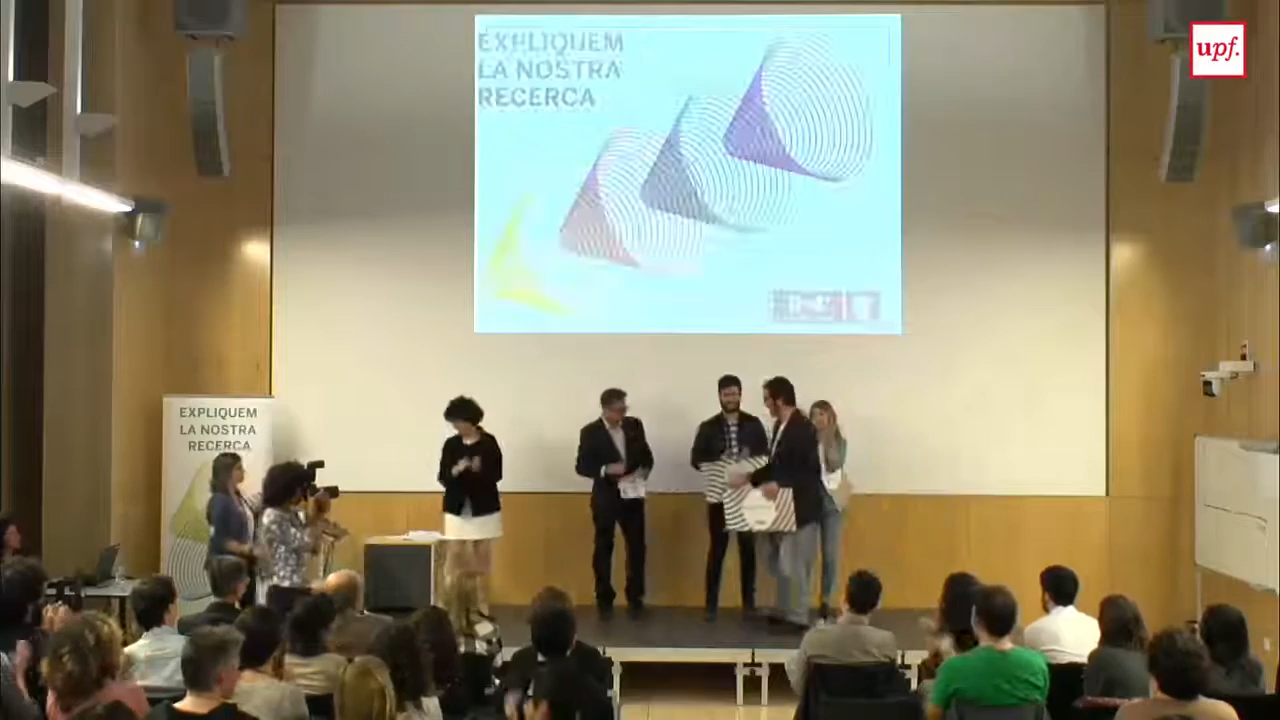 EXPLIQUEM
LA NOSTRA
RECERCA
upf.
EXPLIQUEM
LA NOSTRA
RECERCA